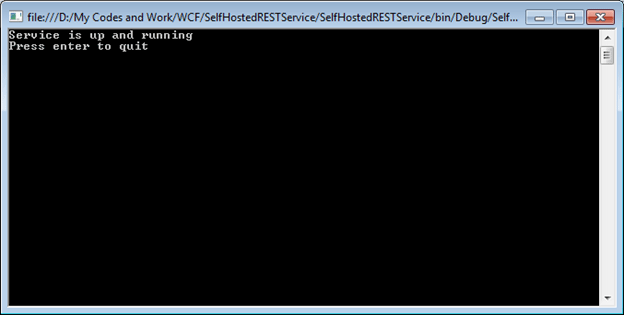 file:///D:/My Codes and Work/WCF/SelfHostedRESTService/SelfHostedRESTService/bin/Debug/Self...
Service is up and running
Press enter to quit